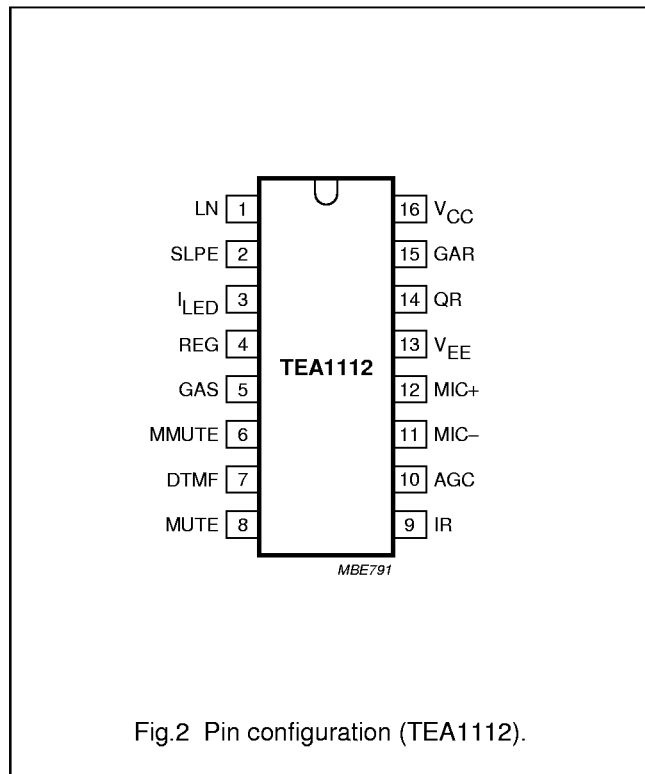 LN 1 16 VCC
SLPE 2 15 GAR
ILED 3 14 QR
REG 4 13 VEE
TEA1112
GAS 5 12 MIC+
MMUTE 6 11 MIC−
DTMF 7 10 AGC
MUTE 8 9 IR
MBE791
Fig.2 Pin configuration (TEA1112).